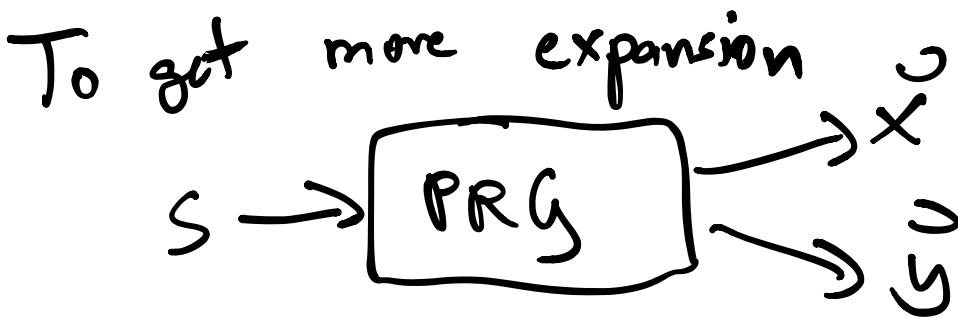 To get more expansion
x
S → PRG
y